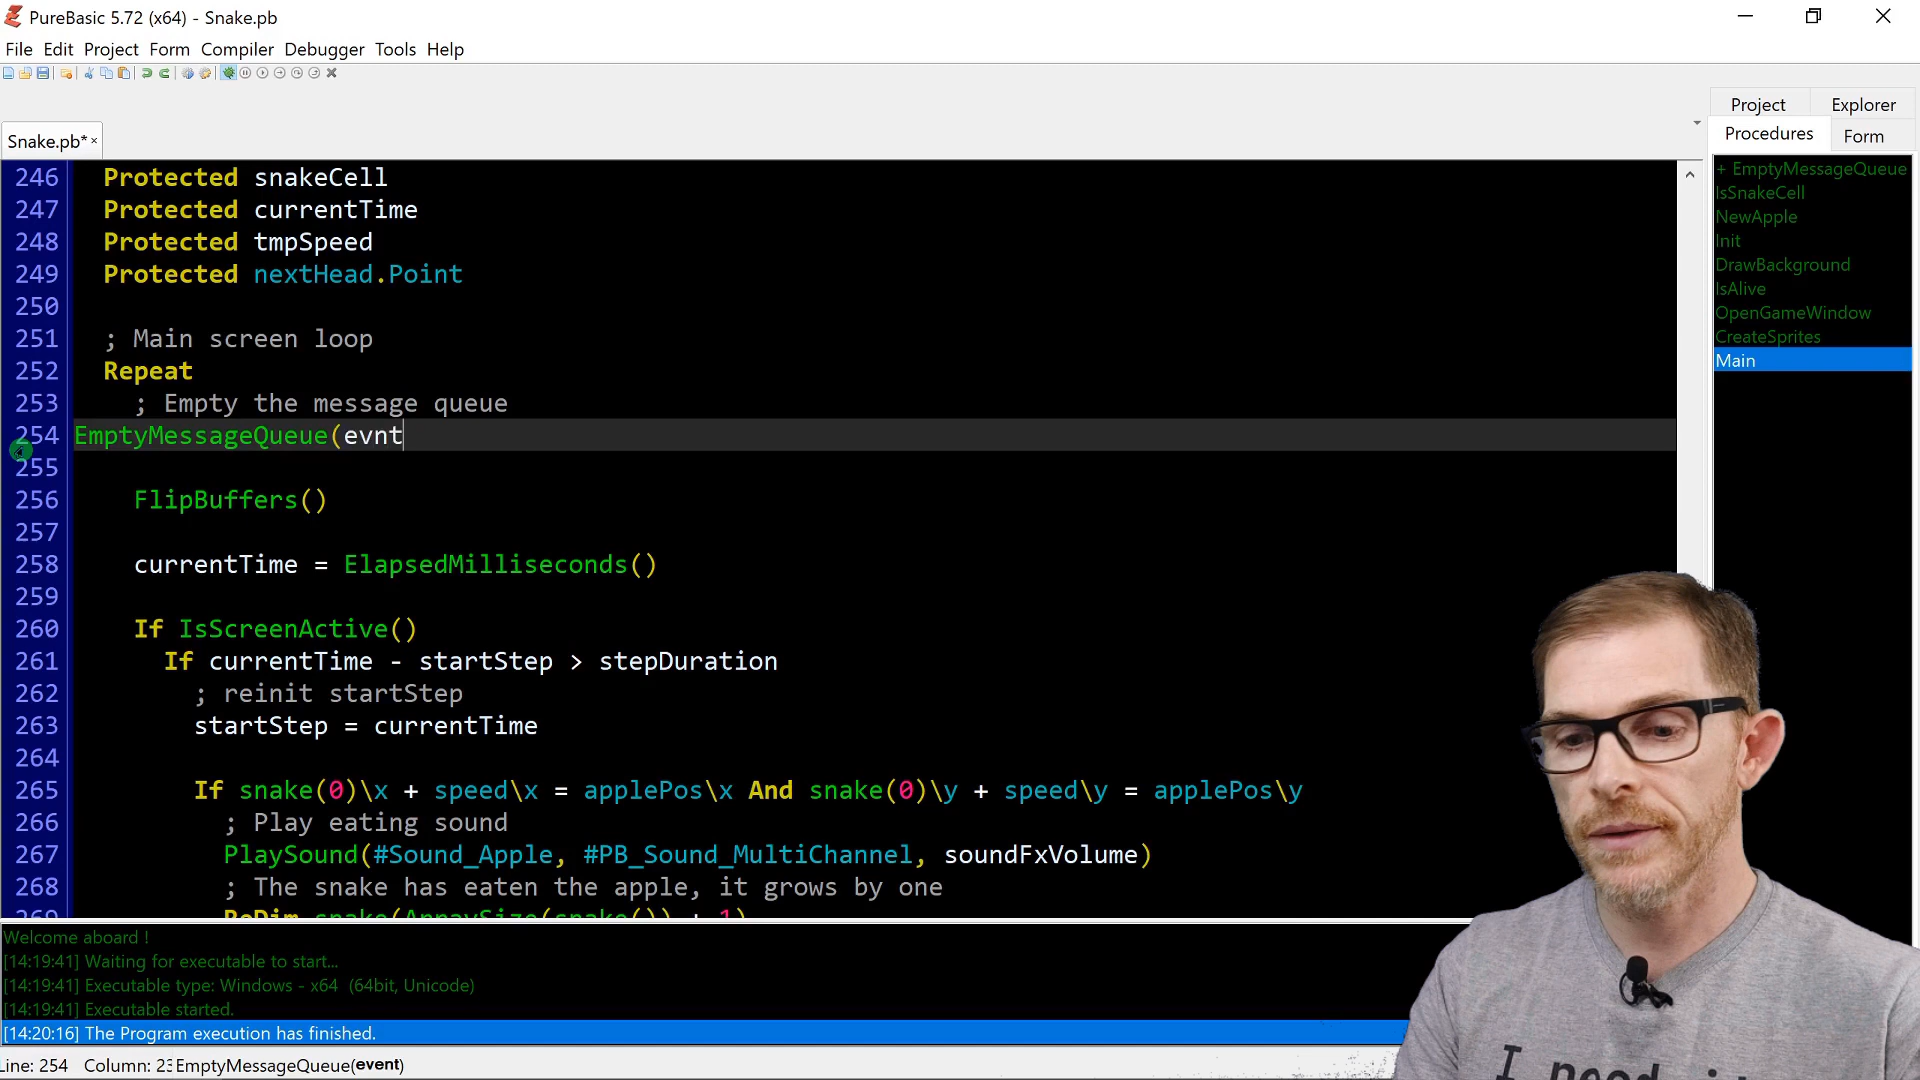 PureBasic 5.72 (x64) - Snake.pb
File Edit Project Form Compiler Debugger Tools Help
Project Explorer
Procedures Form
Snake.pb*
246 Protected snakeCell
247 Protected currentTime
248 Protected tmpSpeed
249 Protected nextHead.Point
250
251 ; Main screen loop
252 Repeat
253 ; Empty the message queue
254 EmptyMessageQueue(evnt
255
256 FlipBuffers()
257
258 currentTime = ElapsedMilliseconds()
259
260 If IsScreenActive()
261 If currentTime - startStep > stepDuration
262 ; reinit startStep
263 startStep = currentTime
264
265 If snake(0)\x + speed\x = applePos\x And snake(0)\y + speed\y = applePos\y
266 ; Play eating sound
267 PlaySound(#Sound_Apple, #PB_Sound_MultiChannel, soundFxVolume)
268 ; The snake has eaten the apple, it grows by one
269 ReDim snake(ArraySize(snake()) + 1)
+ EmptyMessageQueue
IsSnakeCell
NewApple
Init
DrawBackground
IsAlive
OpenGameWindow
CreateSprites
Main
Welcome aboard !
[14:19:41] Waiting for executable to start...
[14:19:41] Executable type: Windows - x64 (64bit, Unicode)
[14:19:41] Executable started.
[14:20:16] The Program execution has finished.
Line: 254 Column: 23 EmptyMessageQueue(event)
I need